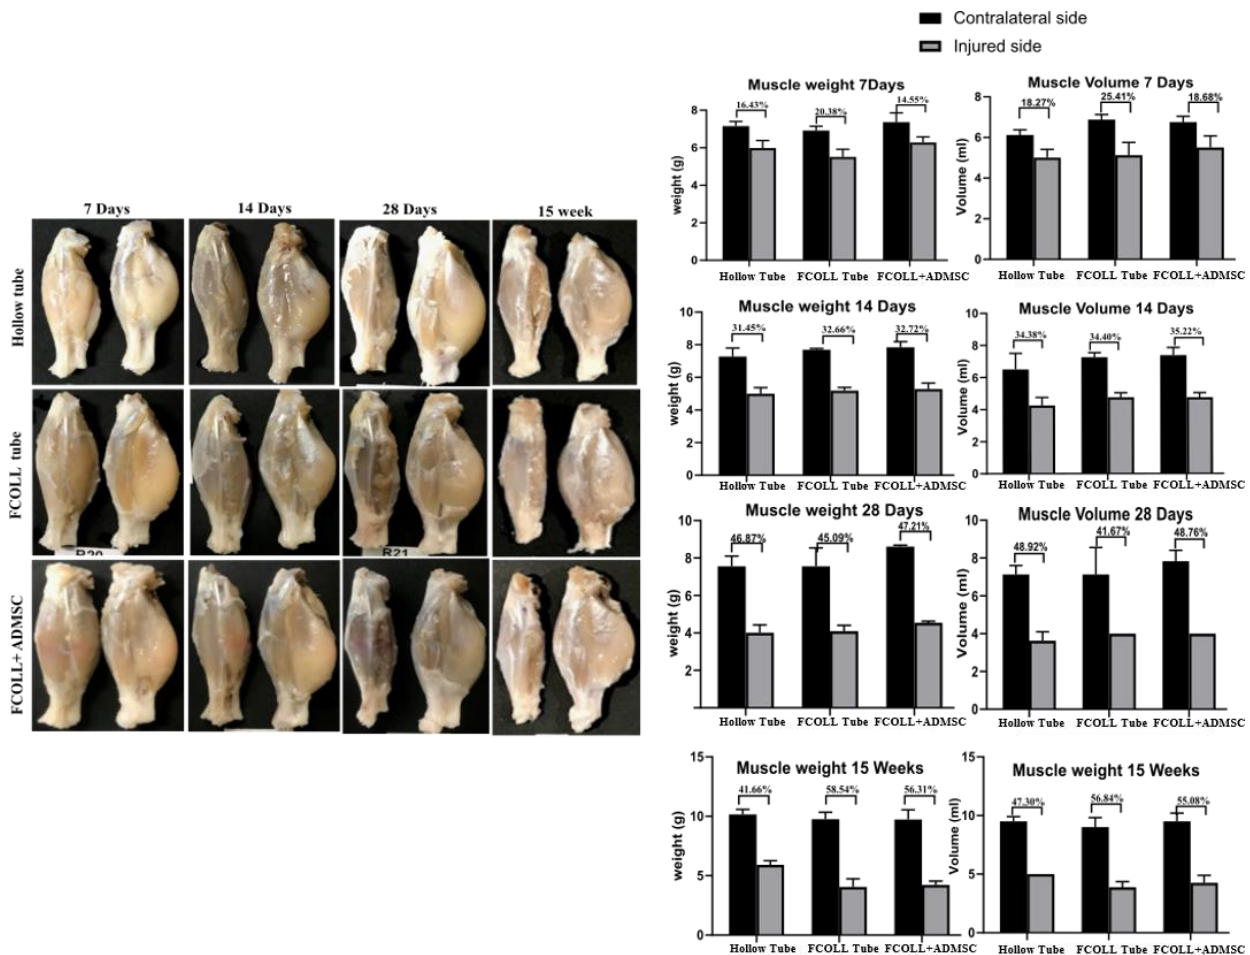 Contralateral side
Injured side
7 Days
14 Days
28 Days
15 week
Hollow tube
FCOLL tube
FCOLL+ ADMSC
R20
R21
Muscle weight 7Days
16.43%
20.38%
14.55%
weight (g)
8
6
4
2
0
Hollow Tube
FCOLL Tube
FCOLL+ADMSC
Muscle Volume 7 Days
18.27%
25.41%
18.68%
Volume (ml)
8
6
4
2
0
Hollow Tube
FCOLL Tube
FCOLL+ADMSC
Muscle weight 14 Days
31.45%
32.66%
32.72%
weight (g)
10
8
6
4
2
0
Hollow Tube
FCOLL Tube
FCOLL+ADMSC
Muscle Volume 14 Days
34.38%
34.40%
35.22%
Volume (ml)
10
8
6
4
2
0
Hollow Tube
FCOLL Tube
FCOLL+ADMSC
Muscle weight 28 Days
46.87%
45.09%
47.21%
weight (g)
10
8
6
4
2
Hollow Tube
FCOLL Tube
FCOLL+ADMSC
Muscle Volume 28 Days
48.92%
41.67%
48.76%
Volume (ml)
10
8
6
4
2
0
Hollow Tube
FCOLL Tube
FCOLL+ADMSC
Muscle weight 15 Weeks
41.66%
58.54%
56.31%
weight (g)
15
10
5
0
Hollow Tube
FCOLL Tube
FCOLL+ADMSC
Muscle weight 15 Weeks
47.30%
56.84%
55.08%
Volume (ml)
15
10
5
0
Hollow Tube
FCOLL Tube
FCOLL+ADMSC